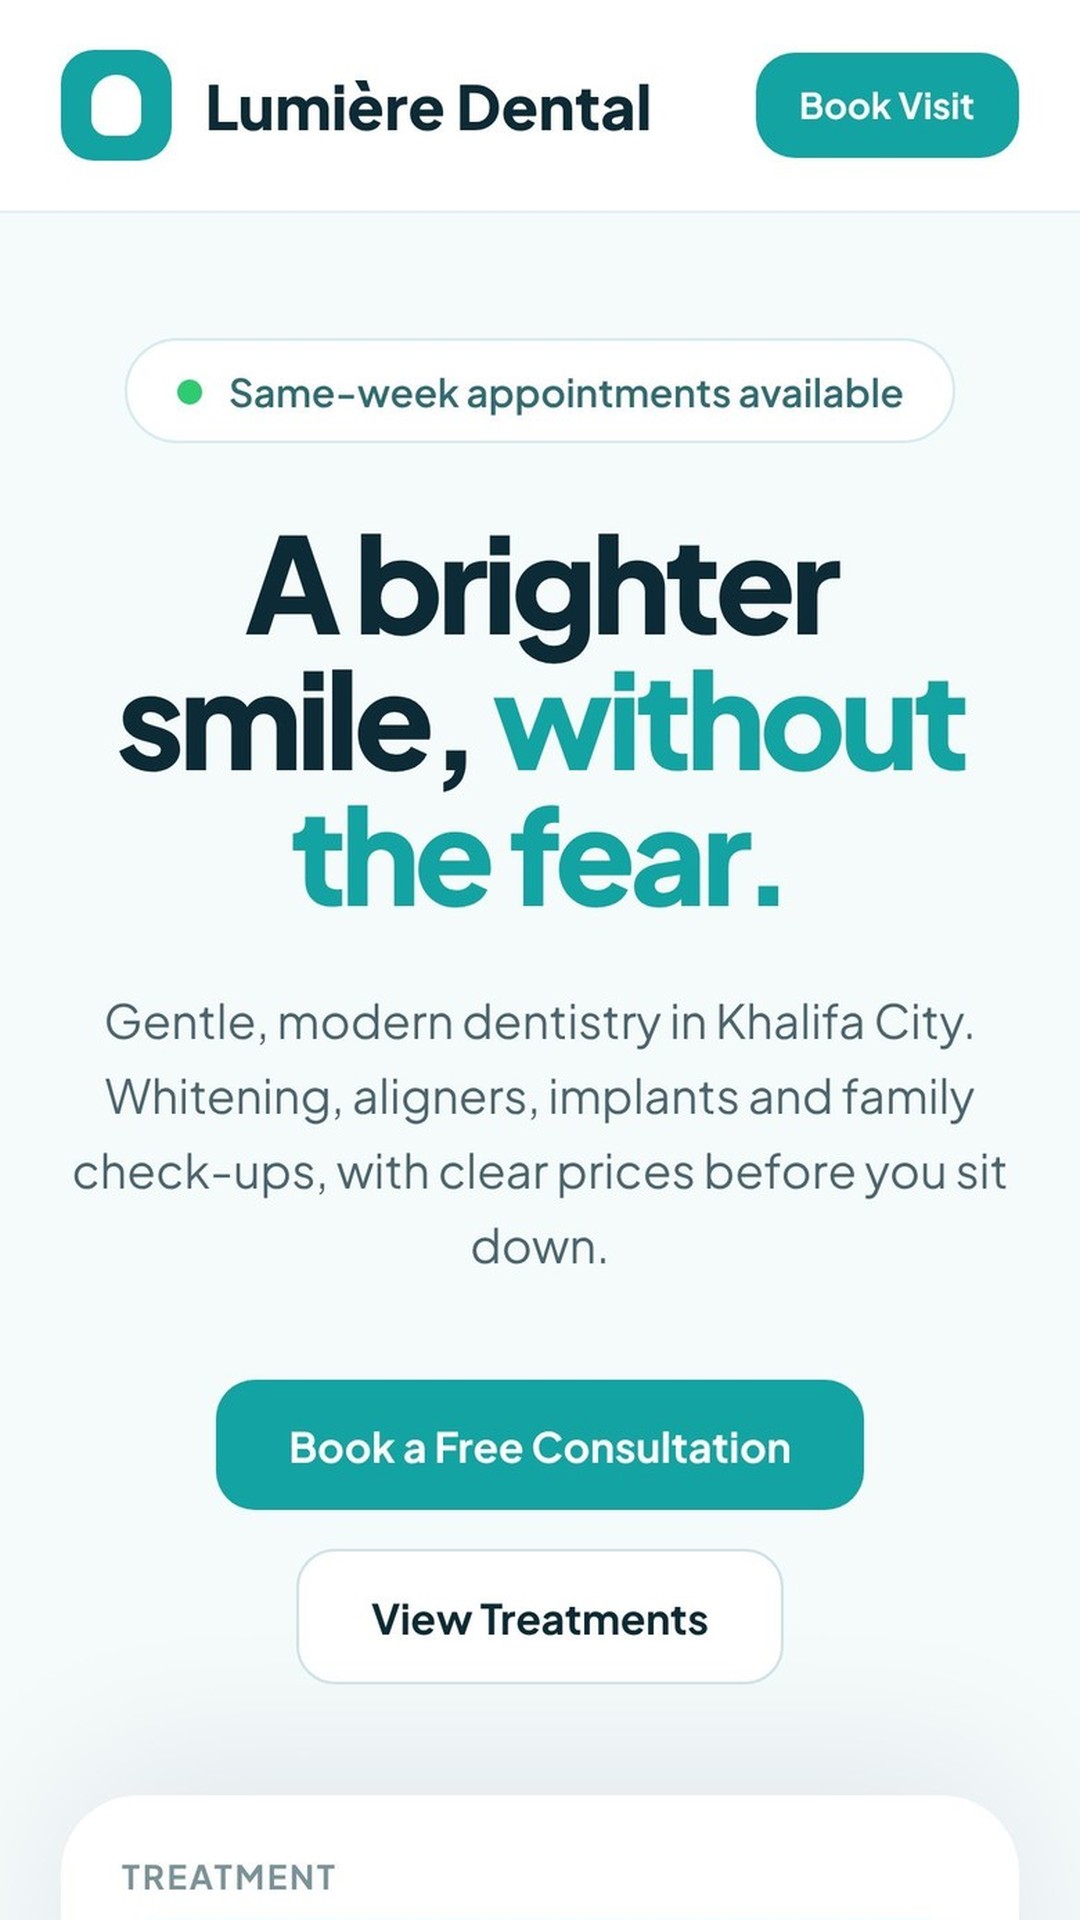 Lumière Dental
Book Visit
Same-week appointments available
A brighter
smile, without
the fear.
Gentle, modern dentistry in Khalifa City.
Whitening, aligners, implants and family
check-ups, with clear prices before you sit
down.
Book a Free Consultation
View Treatments
TREATMENT